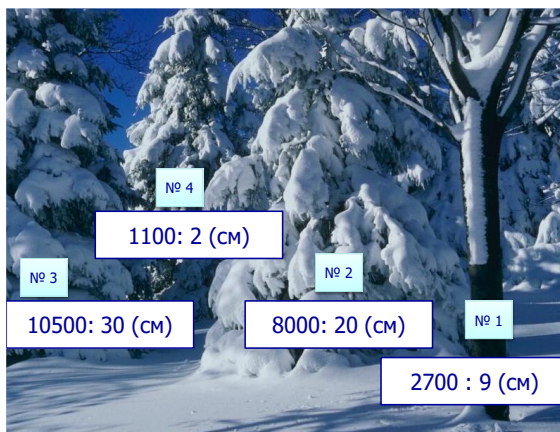 № 4
1100: 2 (см)
№ 3
10500: 30 (см)
№ 2
8000: 20 (см)
№ 1
2700 : 9 (см)